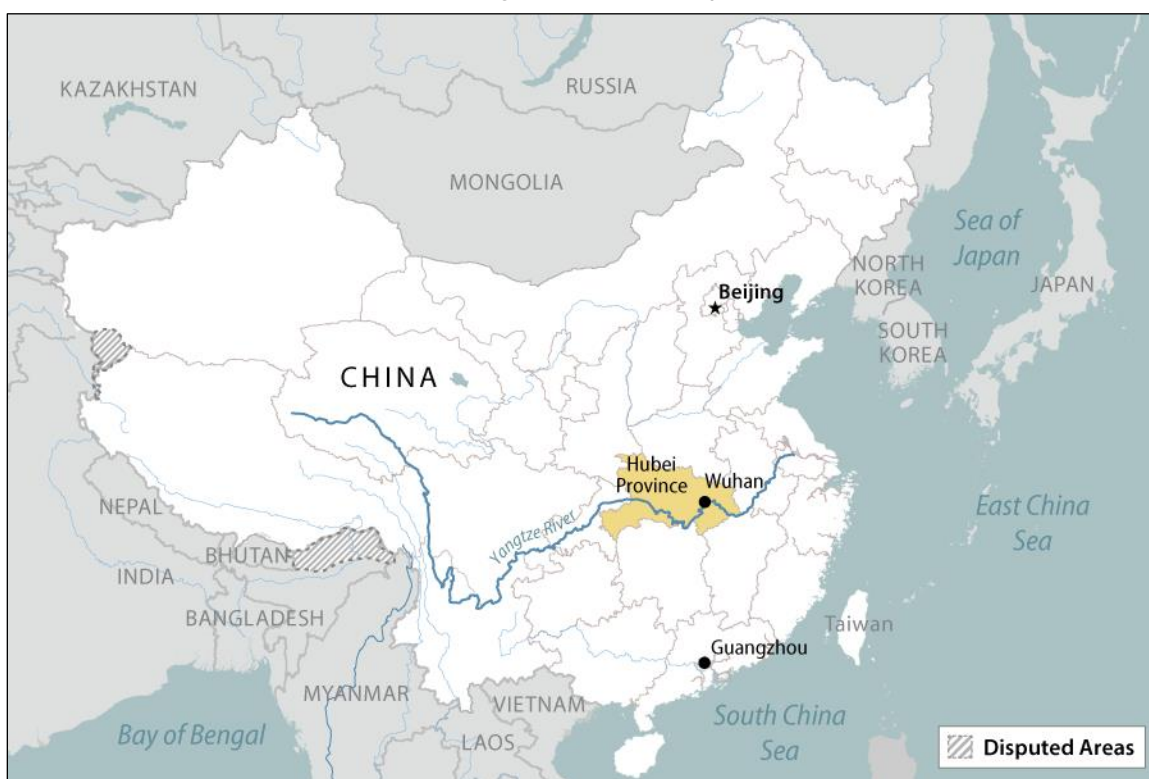 KAZAKHSTAN
RUSSIA
MONGOLIA
Sea of
Japan
NORTH
KOREA
JAPAN
Beijing
SOUTH
KOREA
CHINA
Hubei
Province
Wuhan
Yangtze River
NEPAL
East China
Sea
BHUTAN
INDIA
BANGLADESH
Taiwan
Guangzhou
MYANMAR
VIETNAM
South China
Sea
Bay of Bengal
LAOS
Disputed Areas